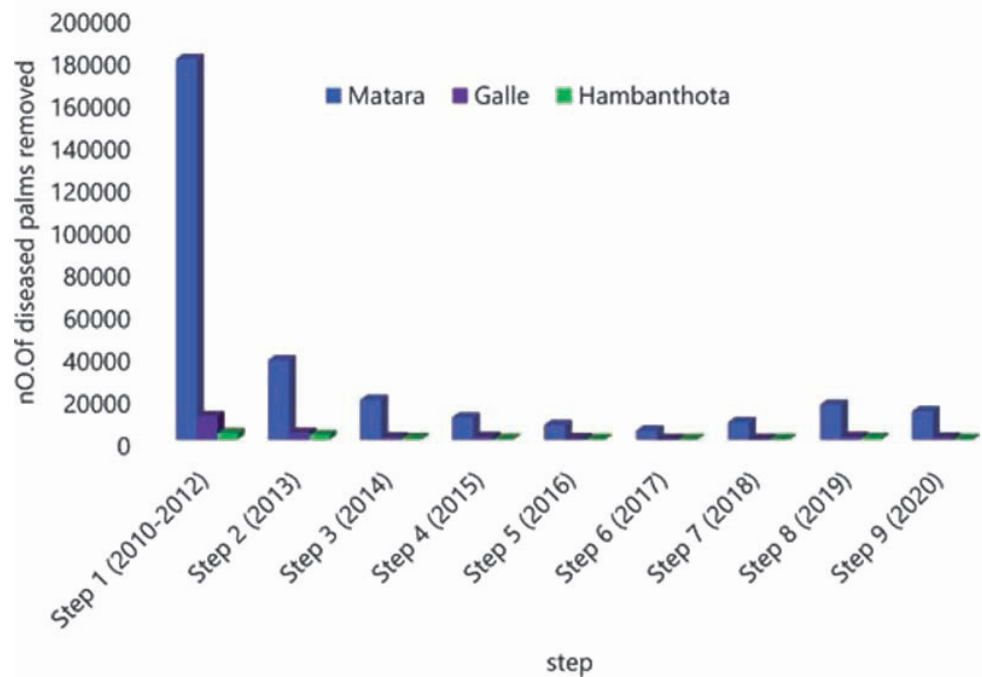 200000
180000
160000
140000
120000
100000
80000
60000
40000
20000
0
nO.Of diseased palms removed
Matara Galle Hambanthota
Step 1 (2010-2012)
Step 2 (2013)
Step 3 (2014)
Step 4 (2015)
Step 5 (2016)
Step 6 (2017)
Step 7 (2018)
Step 8 (2019)
Step 9 (2020)
step